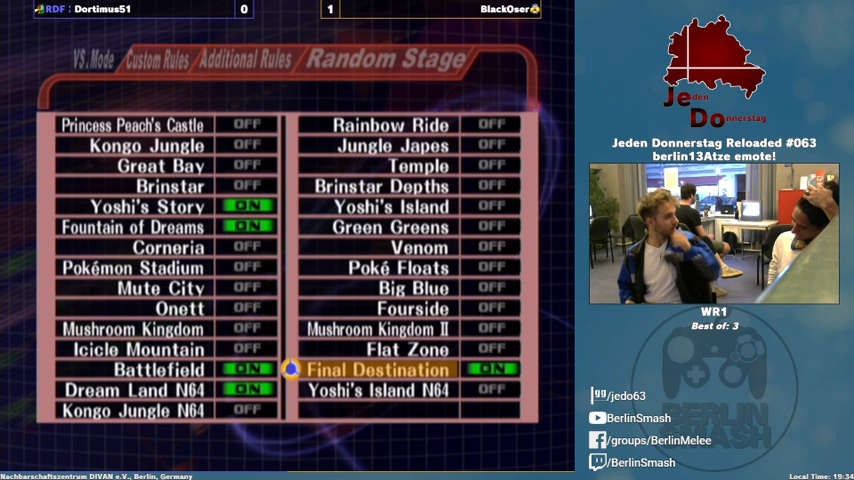 RDF | Dortimus51 0
1 BlackOser
VS. Mode Custom Rules Additional Rules Random Stage
Princess Peach's Castle OFF Rainbow Ride OFF
Kongo Jungle OFF Jungle Japes OFF
Great Bay OFF Temple OFF
Brinstar OFF Brinstar Depths OFF
Yoshi's Story ON Yoshi's Island OFF
Fountain of Dreams ON Green Greens OFF
Corneria OFF Venom OFF
Pokémon Stadium OFF Poké Floats OFF
Mute City OFF Big Blue OFF
Onett OFF Fourside OFF
Mushroom Kingdom OFF Mushroom Kingdom II OFF
Icicle Mountain OFF Flat Zone OFF
Battlefield ON Final Destination ON
Dream Land N64 ON Yoshi's Island N64 OFF
Kongo Jungle N64 OFF
Jeden
Donnerstag
Jeden Donnerstag Reloaded #063
berlin13Atze emote!
WR1
Best of: 3
BERLIN
SMASH
gg /jedo63
/BerlinSmash
/groups/BerlinMelee
/BerlinSmash
Nachbarschaftszentrum DIVAN e.V., Berlin, Germany
Local Time: 19:34